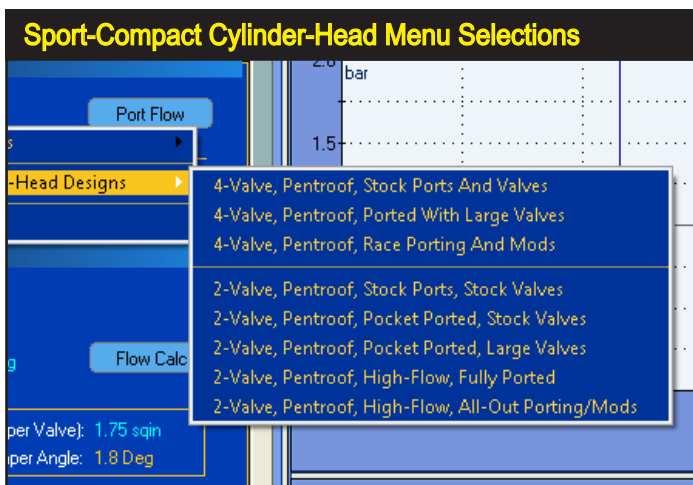 Sport-Compact Cylinder-Head Menu Selections
bar
Port Flow
1.5
-Head Designs
4-Valve, Pentroof, Stock Ports And Valves
4-Valve, Pentroof, Ported With Large Valves
4-Valve, Pentroof, Race Porting And Mods
2-Valve, Pentroof, Stock Ports, Stock Valves
2-Valve, Pentroof, Pocket Ported, Stock Valves
2-Valve, Pentroof, Pocket Ported, Large Valves
2-Valve, Pentroof, High-Flow, Fully Ported
2-Valve, Pentroof, High-Flow, All-Out Porting/Mods
Flow Calc
per Valve): 1.75 sqin
per Angle: 1.8 Deg